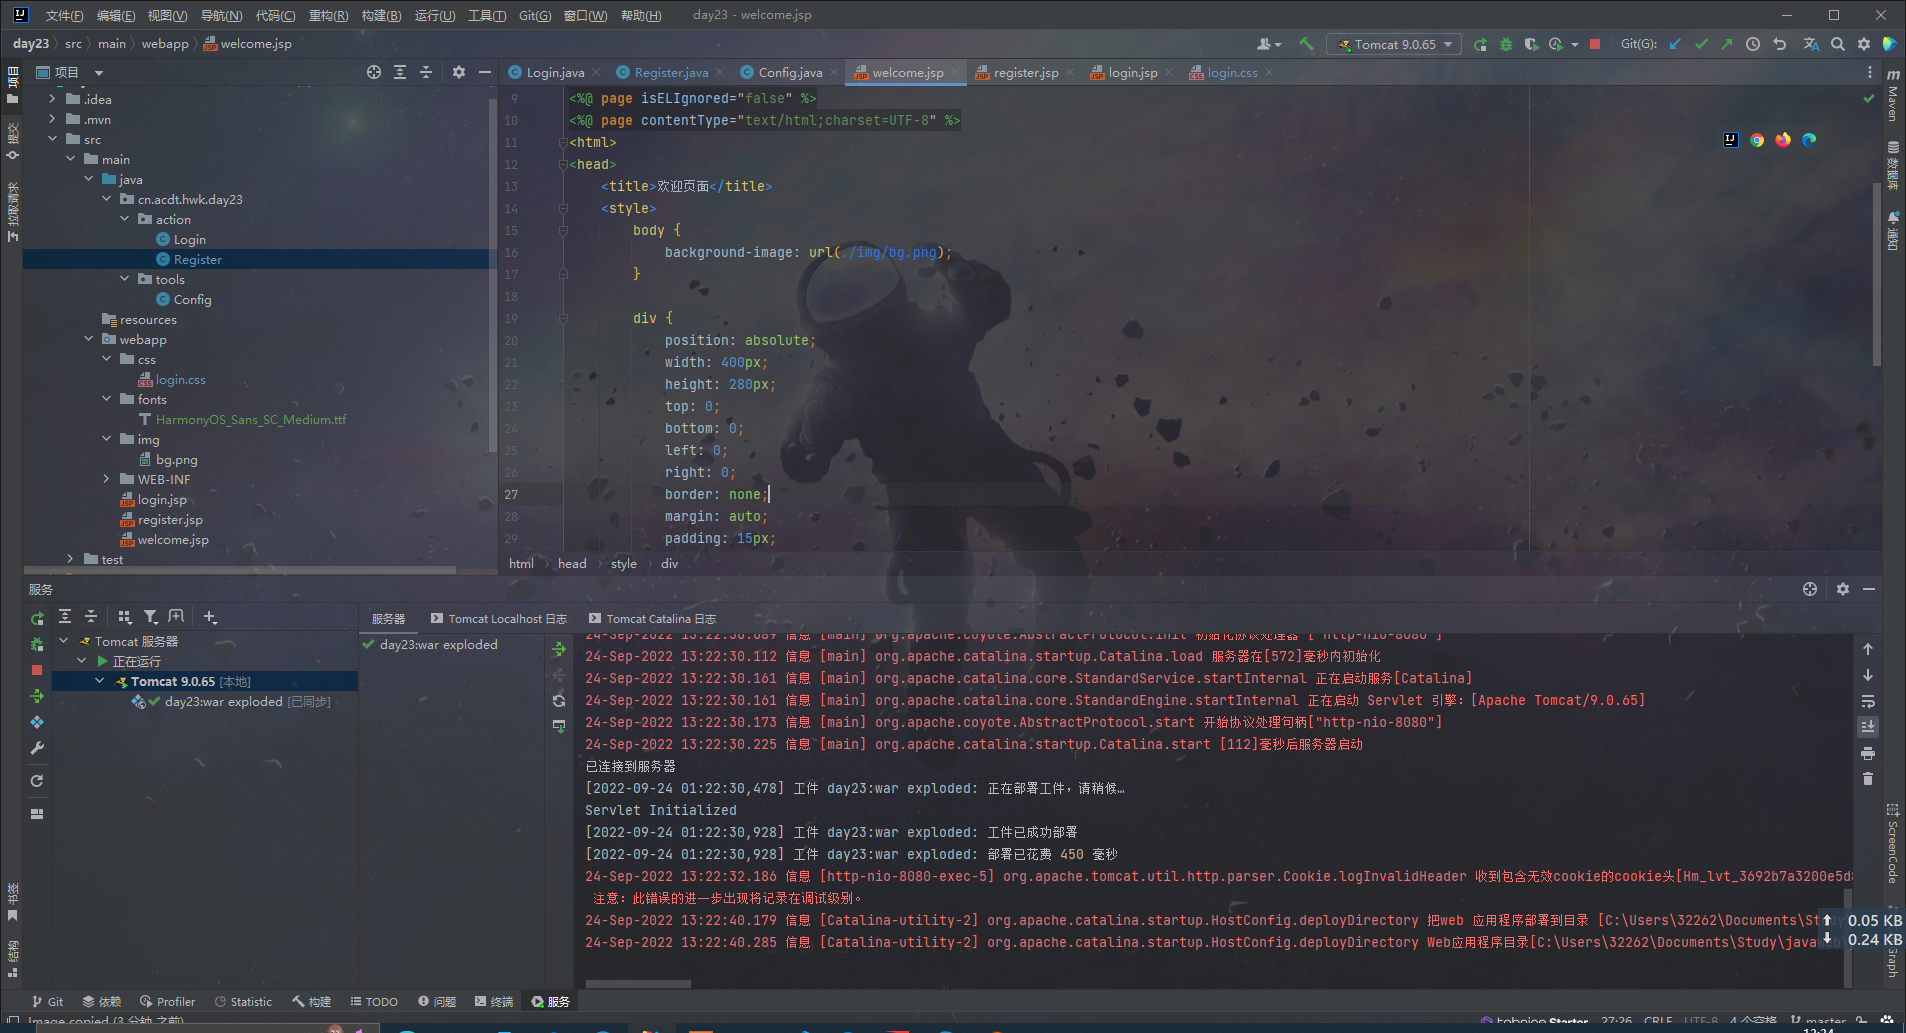 文件(F) 编辑(E) 视图(V) 导航(N) 代码(C) 重构(R) 构建(B) 运行(U) 工具(T) Git(G) 窗口(W) 帮助(H) day23 - welcome.jsp
day23 src main webapp welcome.jsp
Tomcat 9.0.65
Git(G):
项目
Login.java
Register.java
Config.java
welcome.jsp
register.jsp
login.jsp
login.css
项目
提交
拉取请求
书签
结构
.idea
.mvn
src
main
java
cn.acdt.hwk.day23
action
Login
Register
tools
Config
resources
webapp
css
login.css
fonts
HarmonyOS_Sans_SC_Medium.ttf
img
bg.png
WEB-INF
login.jsp
register.jsp
welcome.jsp
test
9 <%@ page isELIgnored="false" %>
10 <%@ page contentType="text/html;charset=UTF-8" %>
11 <html>
12 <head>
13 <title>欢迎页面</title>
14 <style>
15 body {
16 background-image: url(./img/bg.png);
17 }
18
19 div {
20 position: absolute;
21 width: 400px;
22 height: 280px;
23 top: 0;
24 bottom: 0;
25 left: 0;
26 right: 0;
27 border: none;
28 margin: auto;
29 padding: 15px;
html head style div
Maven
数据库
通知
ScreenCode
服务
Tomcat 服务器
正在运行
Tomcat 9.0.65 [本地]
day23:war exploded [已同步]
服务器
Tomcat Localhost 日志
Tomcat Catalina 日志
day23:war exploded
24-Sep-2022 13:22:30.089 信息 [main] org.apache.coyote.AbstractProtocol.init 初始化协议处理器 ["http-nio-8080"]
24-Sep-2022 13:22:30.112 信息 [main] org.apache.catalina.startup.Catalina.load 服务器在[572]毫秒内初始化
24-Sep-2022 13:22:30.161 信息 [main] org.apache.catalina.core.StandardService.startInternal 正在启动服务[Catalina]
24-Sep-2022 13:22:30.161 信息 [main] org.apache.catalina.core.StandardEngine.startInternal 正在启动 Servlet 引擎：[Apache Tomcat/9.0.65]
24-Sep-2022 13:22:30.173 信息 [main] org.apache.coyote.AbstractProtocol.start 开始协议处理句柄["http-nio-8080"]
24-Sep-2022 13:22:30.225 信息 [main] org.apache.catalina.startup.Catalina.start [112]毫秒后服务器启动
已连接到服务器
[2022-09-24 01:22:30,478] 工件 day23:war exploded: 正在部署工件，请稍候…
Servlet Initialized
[2022-09-24 01:22:30,928] 工件 day23:war exploded: 工件已成功部署
[2022-09-24 01:22:30,928] 工件 day23:war exploded: 部署已花费 450 毫秒
24-Sep-2022 13:22:32.186 信息 [http-nio-8080-exec-5] org.apache.tomcat.util.http.parser.Cookie.logInvalidHeader 收到包含无效cookie的cookie头[Hm_lvt_3692b7a3200e5d
注意：此错误的进一步出现将记录在调试级别。
24-Sep-2022 13:22:40.179 信息 [Catalina-utility-2] org.apache.catalina.startup.HostConfig.deployDirectory 把web 应用程序部署到目录 [C:\Users\32262\Documents\St
24-Sep-2022 13:22:40.285 信息 [Catalina-utility-2] org.apache.catalina.startup.HostConfig.deployDirectory Web应用程序目录[C:\Users\32262\Documents\Study\java
0.05 KB
0.24 KB
Git 依赖 Profiler Statistic 构建 TODO 问题 终端 服务
Image copied (3 分钟 之前)
27:26 CRLF UTF-8 4 个空格 master